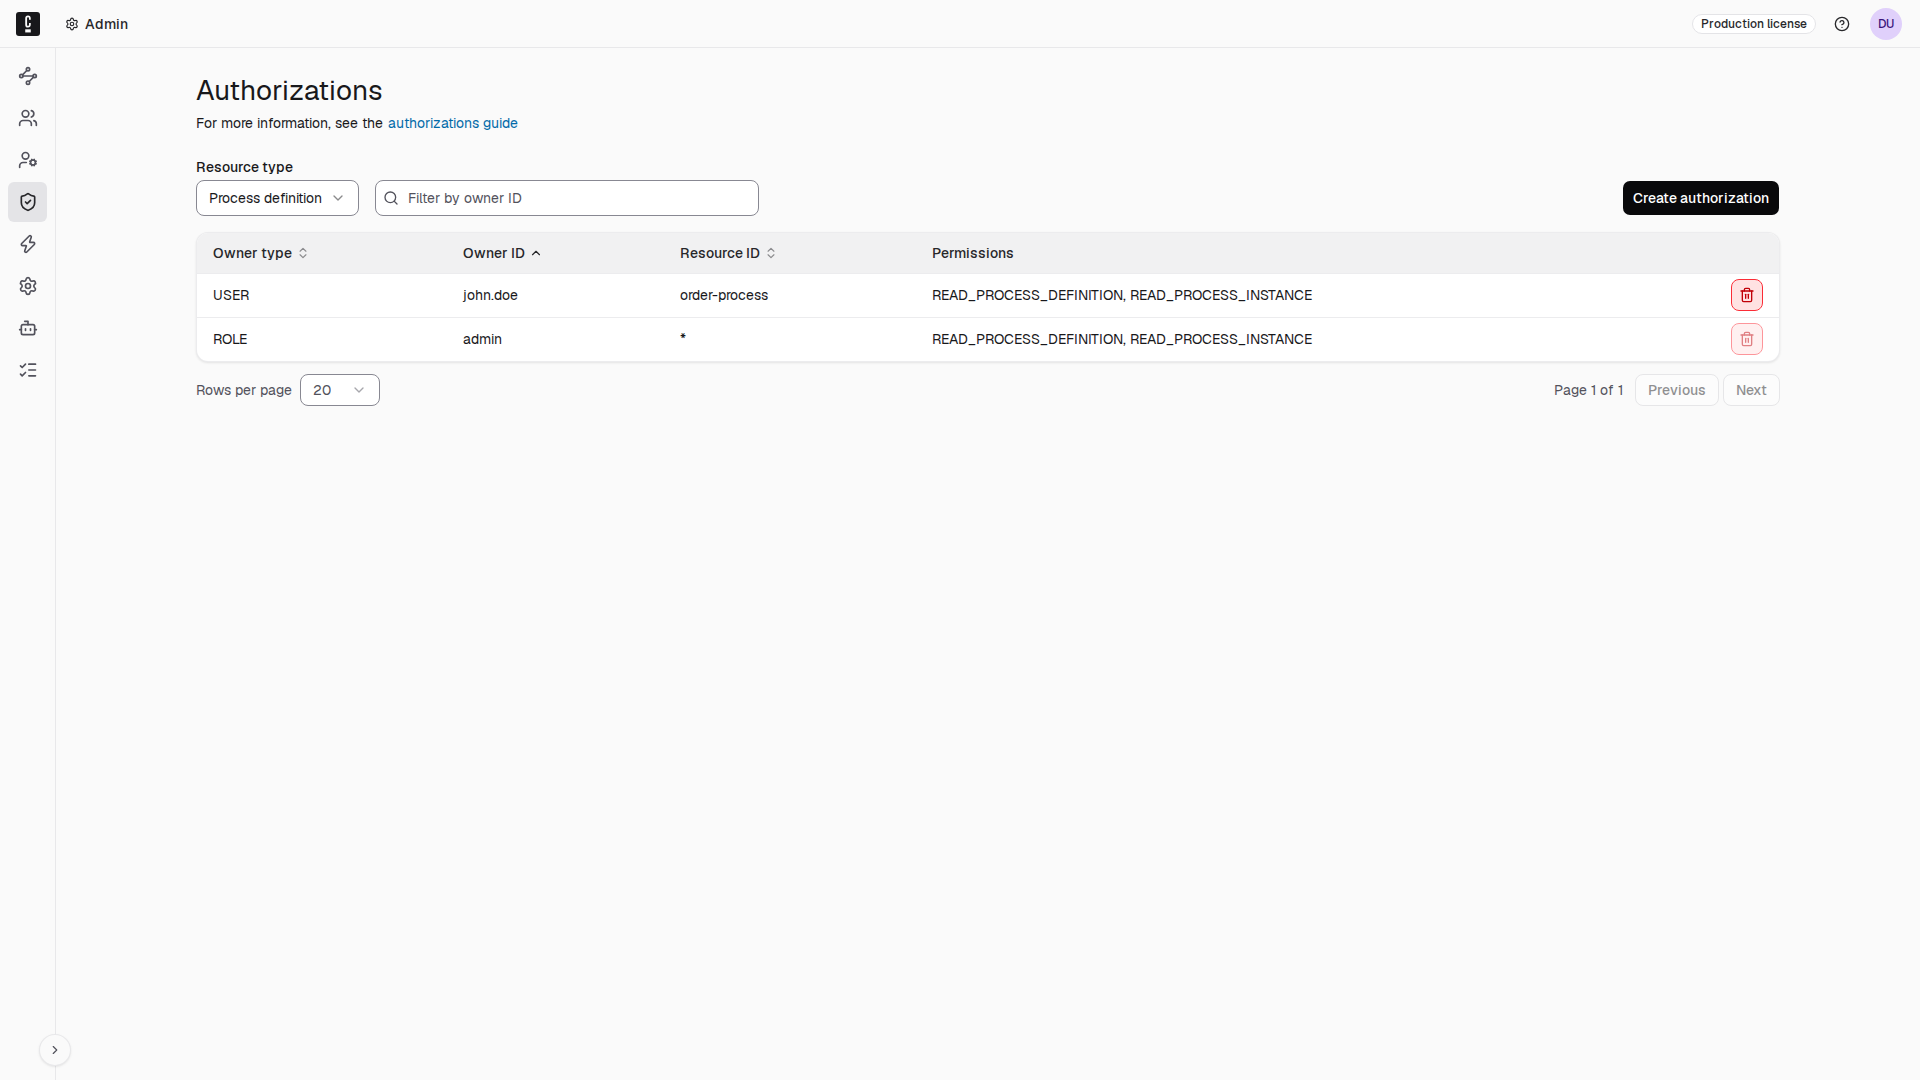 Admin
Production license
DU
Authorizations
For more information, see the authorizations guide
Resource type
Process definition
Filter by owner ID
Create authorization
Owner type Owner ID Resource ID Permissions
USER john.doe order-process READ_PROCESS_DEFINITION, READ_PROCESS_INSTANCE
ROLE admin * READ_PROCESS_DEFINITION, READ_PROCESS_INSTANCE
Rows per page 20
Page 1 of 1 Previous Next